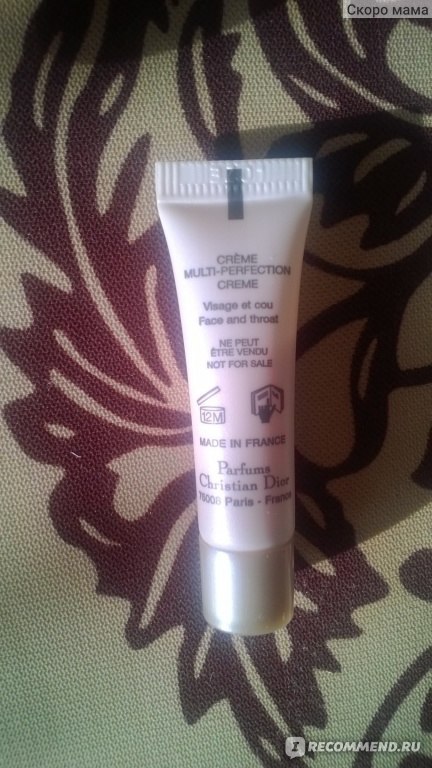 Скоро мама
CRÈME
MULTI-PERFECTION
CREME
Visage et cou
Face and throat
NE PEUT
ÊTRE VENDU
NOT FOR SALE
12M
MADE IN FRANCE
Parfums
Christian Dior
75008 Paris - France
IRECOMMEND.RU